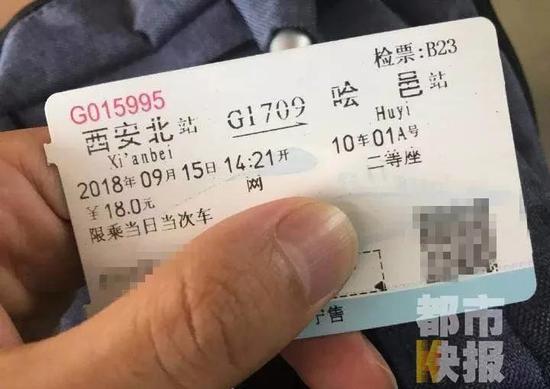 检票:B23
G015995
西安北站 G1709 哙邑站
Xi'anbei Huyi
2018年09月15日14:21开 10车01A号
¥18.0元 网 二等座
限乘当日当次车
售
都市快报